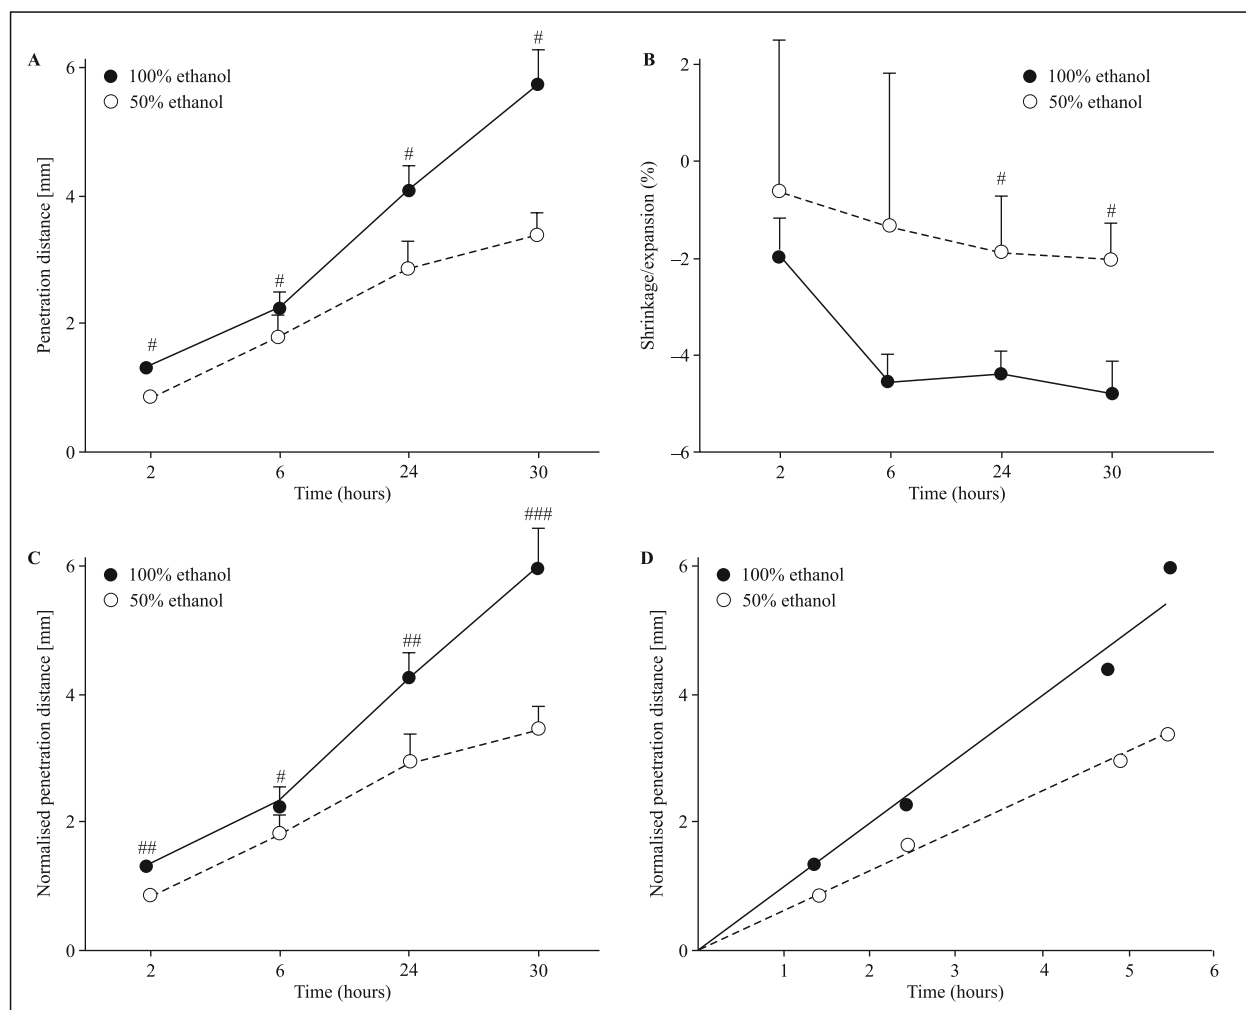 A
100% ethanol
50% ethanol
Penetration distance [mm]
6
4
2
0
#
#
#
#
2
6
24
30
Time (hours)
B
100% ethanol
50% ethanol
Shrinkage/expansion (%)
2
0
–2
–4
–6
#
#
2
6
24
30
Time (hours)
C
100% ethanol
50% ethanol
Normalised penetration distance [mm]
6
4
2
0
##
#
##
###
2
6
24
30
Time (hours)
D
100% ethanol
50% ethanol
Normalised penetration distance [mm]
6
4
2
0
1
2
3
4
5
6
Time (hours)